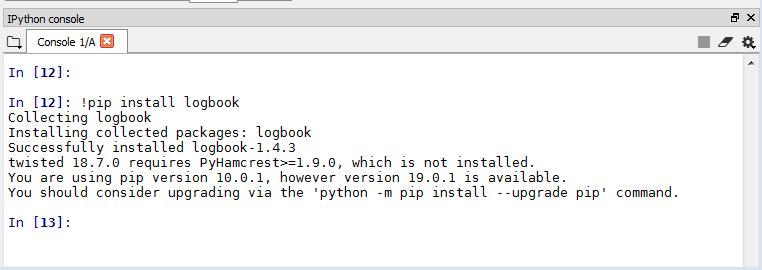 IPython console
Console 1/A
In [12]:
In [12]: !pip install logbook
Collecting logbook
Installing collected packages: logbook
Successfully installed logbook-1.4.3
twisted 18.7.0 requires PyHamcrest>=1.9.0, which is not installed.
You are using pip version 10.0.1, however version 19.0.1 is available.
You should consider upgrading via the 'python -m pip install --upgrade pip' command.
In [13]: